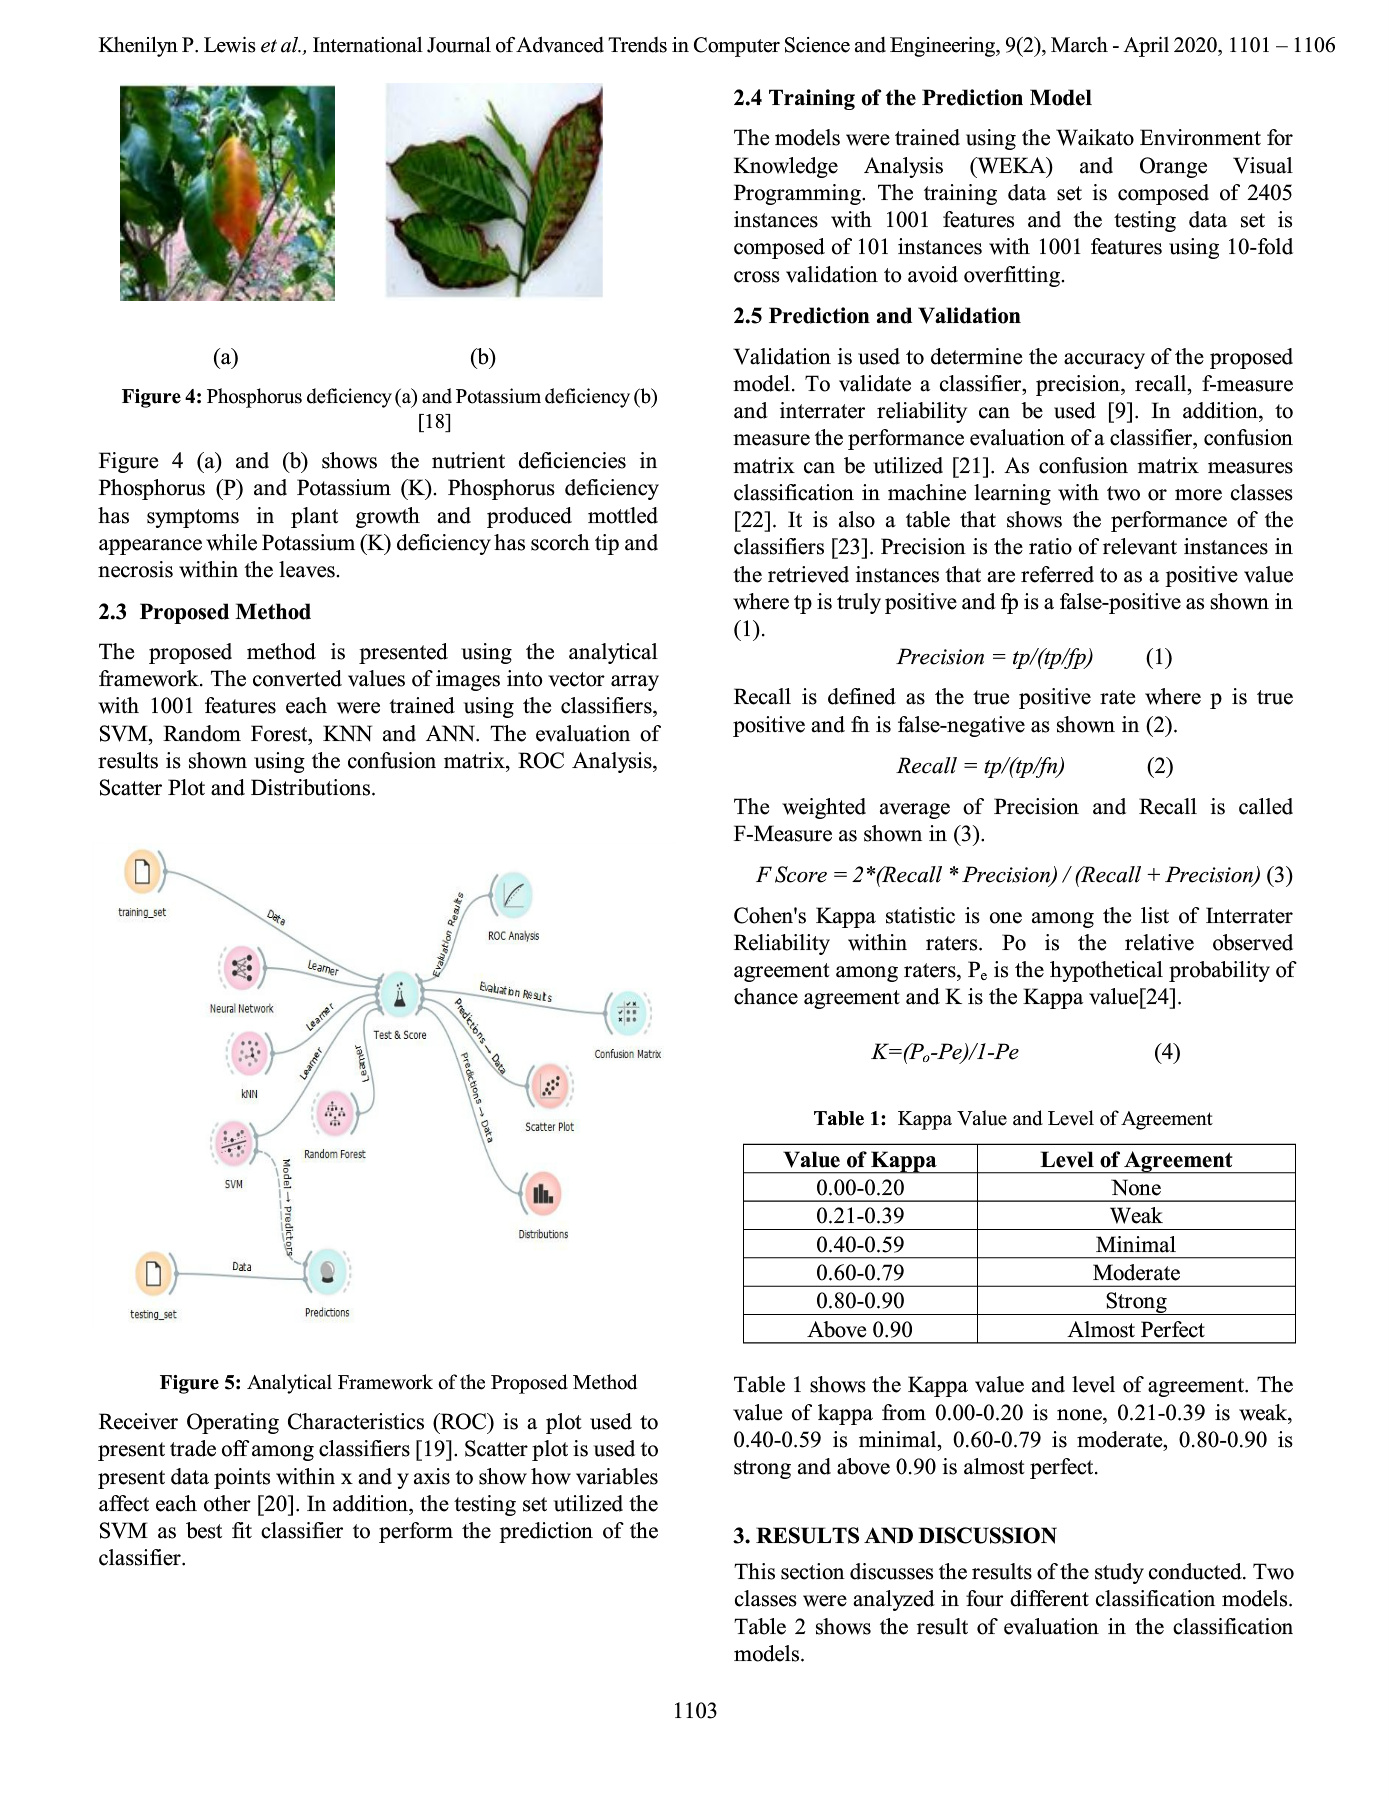 Khenilyn P. Lewis et al., International Journal of Advanced Trends in Computer Science and Engineering, 9(2), March - April 2020, 1101 – 1106
(a)
(b)
Figure 4: Phosphorus deficiency (a) and Potassium deficiency (b)
[18]
Figure 4 (a) and (b) shows the nutrient deficiencies in
Phosphorus (P) and Potassium (K). Phosphorus deficiency
has symptoms in plant growth and produced mottled
appearance while Potassium (K) deficiency has scorch tip and
necrosis within the leaves.
2.3 Proposed Method
The proposed method is presented using the analytical
framework. The converted values of images into vector array
with 1001 features each were trained using the classifiers,
SVM, Random Forest, KNN and ANN. The evaluation of
results is shown using the confusion matrix, ROC Analysis,
Scatter Plot and Distributions.
training_set
Data
Neural Network
Learner
kNN
Learner
SVM
Learner
Random Forest
Learner
Test & Score
Evaluation Results
ROC Analysis
Evaluation Results
Confusion Matrix
Predictions → Data
Scatter Plot
Predictions → Data
Distributions
Model → Predictors
testing_set
Data
Predictions
Figure 5: Analytical Framework of the Proposed Method
Receiver Operating Characteristics (ROC) is a plot used to
present trade off among classifiers [19]. Scatter plot is used to
present data points within x and y axis to show how variables
affect each other [20]. In addition, the testing set utilized the
SVM as best fit classifier to perform the prediction of the
classifier.
2.4 Training of the Prediction Model
The models were trained using the Waikato Environment for
Knowledge Analysis (WEKA) and Orange Visual
Programming. The training data set is composed of 2405
instances with 1001 features and the testing data set is
composed of 101 instances with 1001 features using 10-fold
cross validation to avoid overfitting.
2.5 Prediction and Validation
Validation is used to determine the accuracy of the proposed
model. To validate a classifier, precision, recall, f-measure
and interrater reliability can be used [9]. In addition, to
measure the performance evaluation of a classifier, confusion
matrix can be utilized [21]. As confusion matrix measures
classification in machine learning with two or more classes
[22]. It is also a table that shows the performance of the
classifiers [23]. Precision is the ratio of relevant instances in
the retrieved instances that are referred to as a positive value
where tp is truly positive and fp is a false-positive as shown in
(1).
Precision = tp/(tp/fp) (1)
Recall is defined as the true positive rate where p is true
positive and fn is false-negative as shown in (2).
Recall = tp/(tp/fn) (2)
The weighted average of Precision and Recall is called
F-Measure as shown in (3).
F Score = 2*(Recall * Precision) / (Recall + Precision) (3)
Cohen's Kappa statistic is one among the list of Interrater
Reliability within raters. Po is the relative observed
agreement among raters, Pe is the hypothetical probability of
chance agreement and K is the Kappa value[24].
K=(Po-Pe)/1-Pe (4)
Table 1: Kappa Value and Level of Agreement
Value of Kappa Level of Agreement
0.00-0.20 None
0.21-0.39 Weak
0.40-0.59 Minimal
0.60-0.79 Moderate
0.80-0.90 Strong
Above 0.90 Almost Perfect
Table 1 shows the Kappa value and level of agreement. The
value of kappa from 0.00-0.20 is none, 0.21-0.39 is weak,
0.40-0.59 is minimal, 0.60-0.79 is moderate, 0.80-0.90 is
strong and above 0.90 is almost perfect.
3. RESULTS AND DISCUSSION
This section discusses the results of the study conducted. Two
classes were analyzed in four different classification models.
Table 2 shows the result of evaluation in the classification
models.
1103